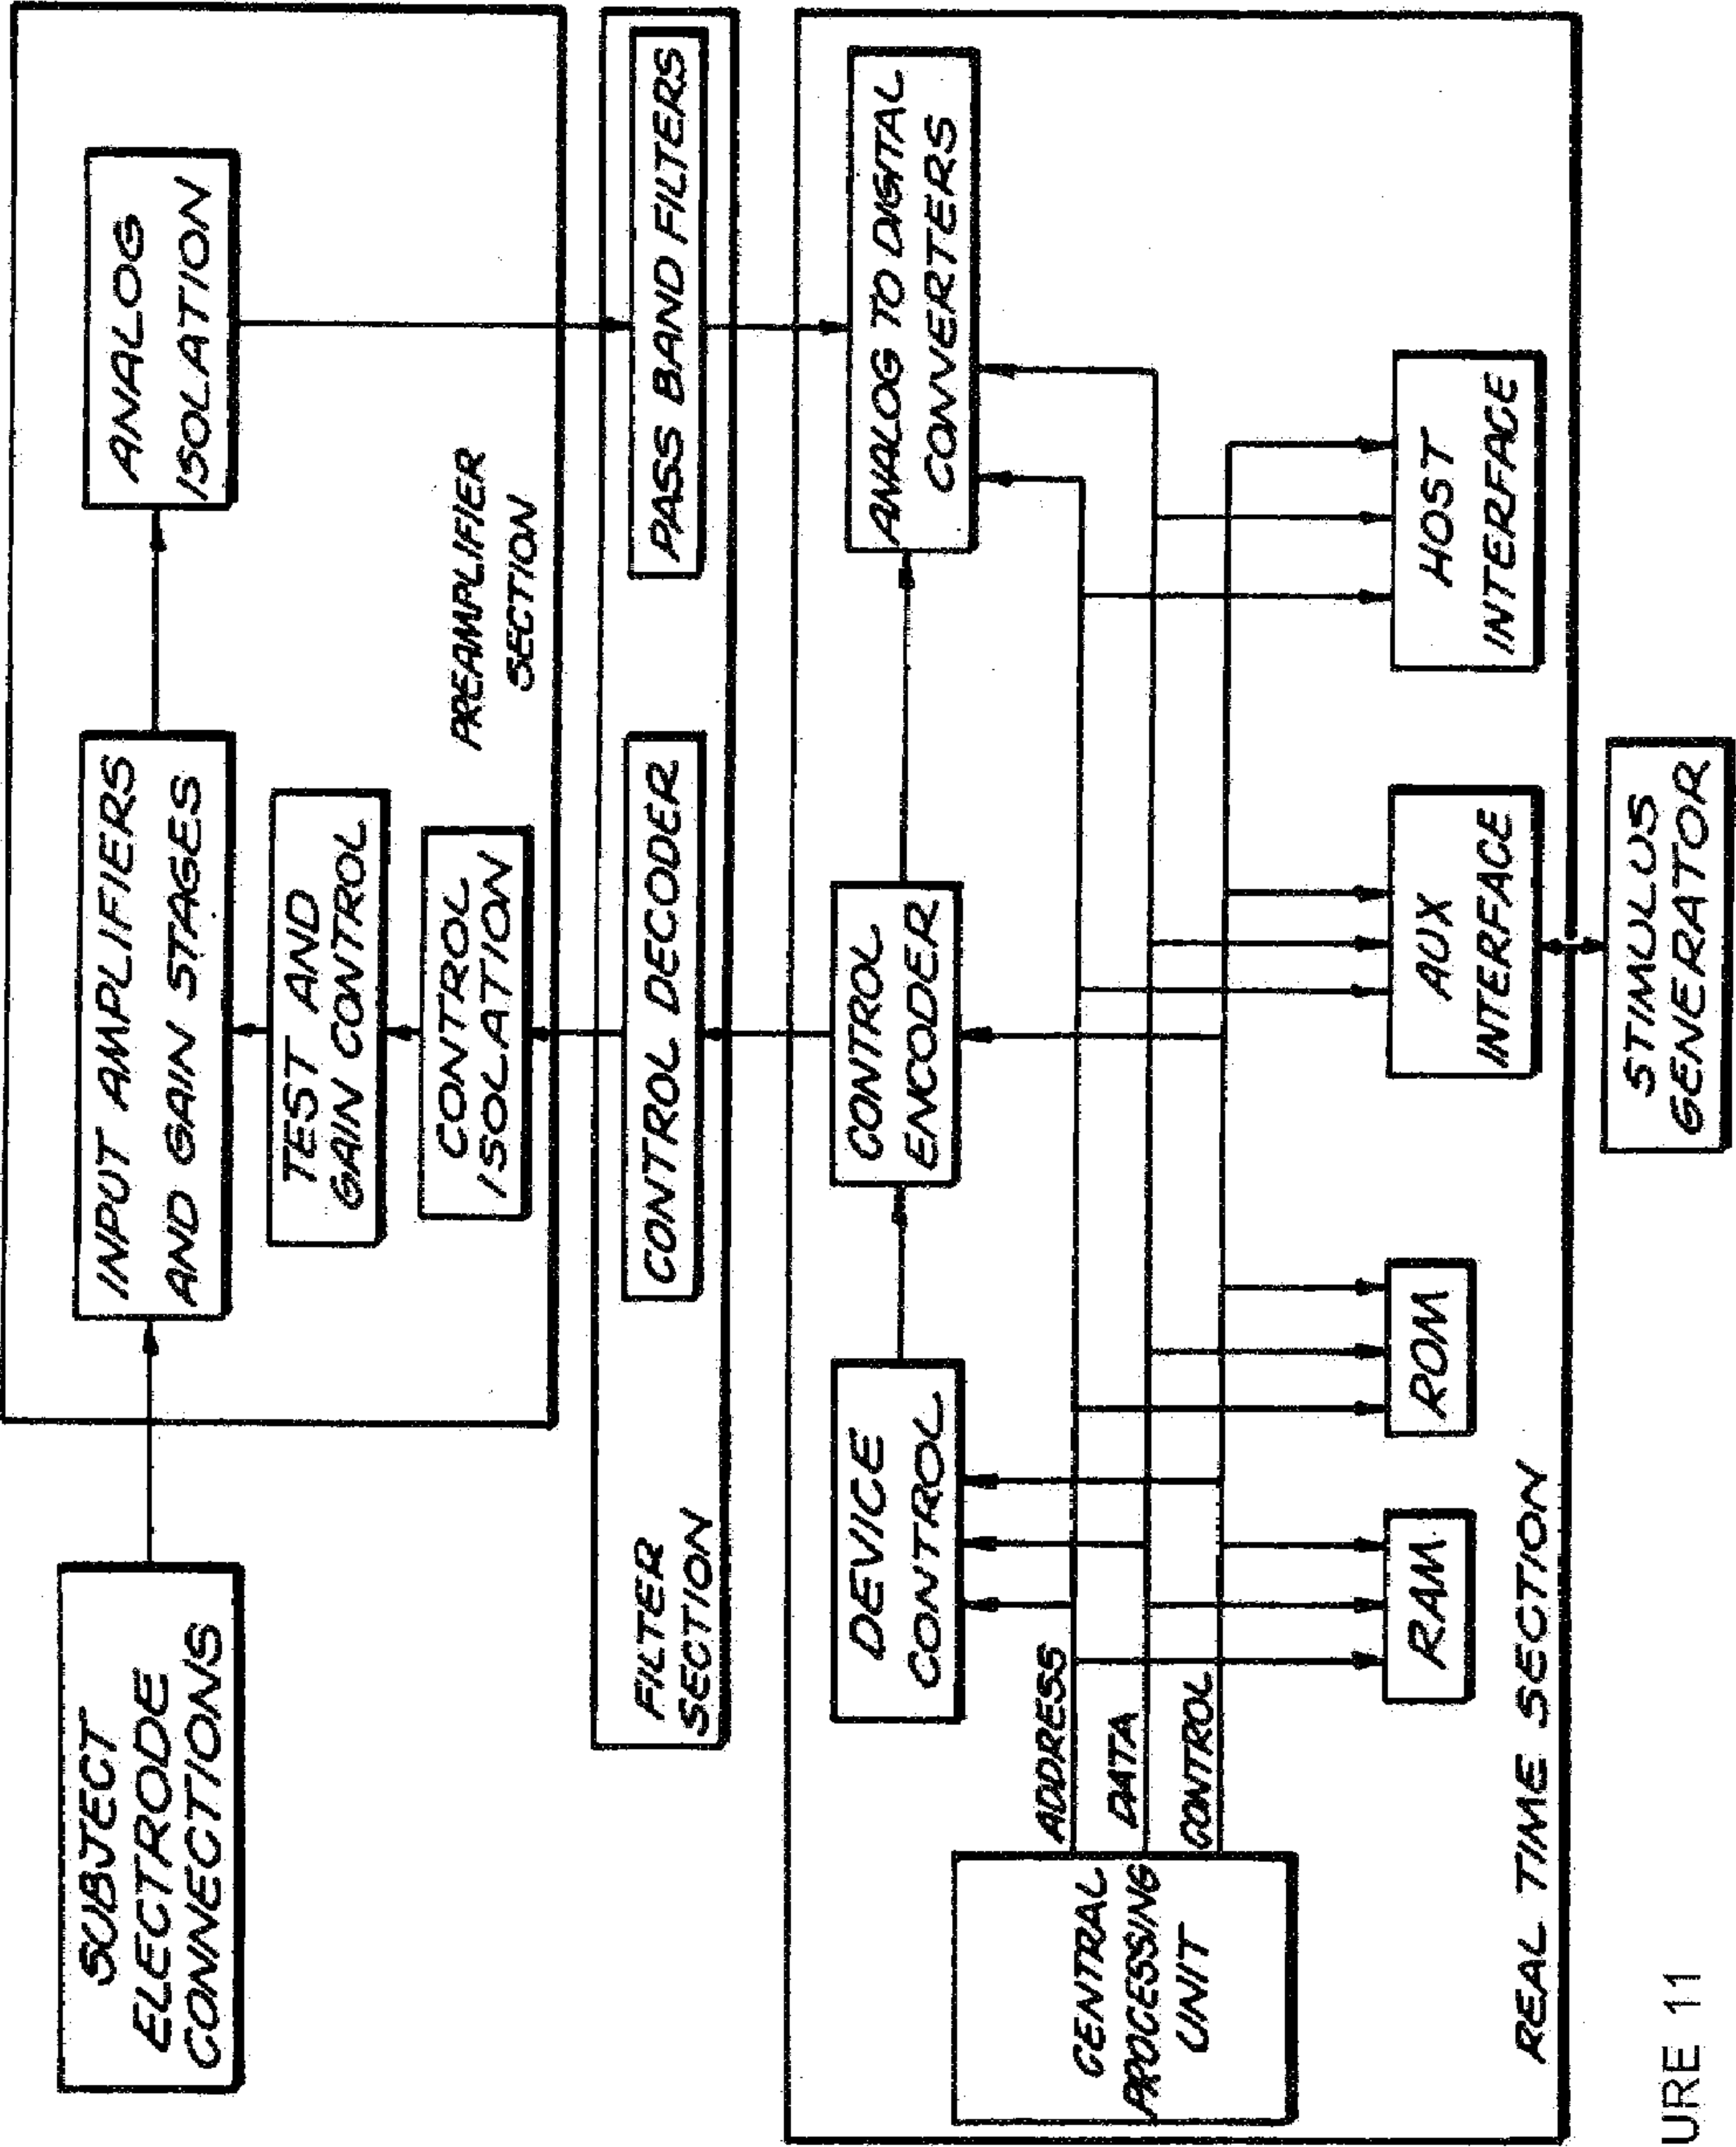 SUBJECT
ELECTRODE
CONNECTIONS
INPUT AMPLIFIERS
AND GAIN STAGES
ANALOG
ISOLATION
TEST AND
GAIN CONTROL
CONTROL
ISOLATION
PREAMPLIFIER
SECTION
FILTER
SECTION
CONTROL DECODER
PASS BAND FILTERS
DEVICE
CONTROL
CONTROL
ENCODER
ANALOG TO DIGITAL
CONVERTERS
CENTRAL
PROCESSING
UNIT
ADDRESS
DATA
CONTROL
RAM
ROM
AUX
INTERFACE
HOST
INTERFACE
REAL TIME SECTION
STIMULUS
GENERATOR
URE 11